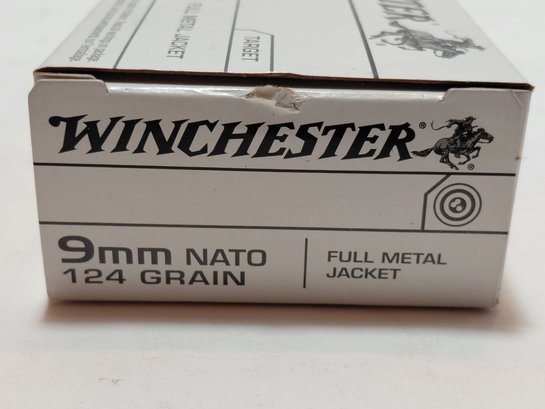 FULL METAL JACKET
TARGET
WINCHESTER®
9mm NATO
124 GRAIN
FULL METAL
JACKET